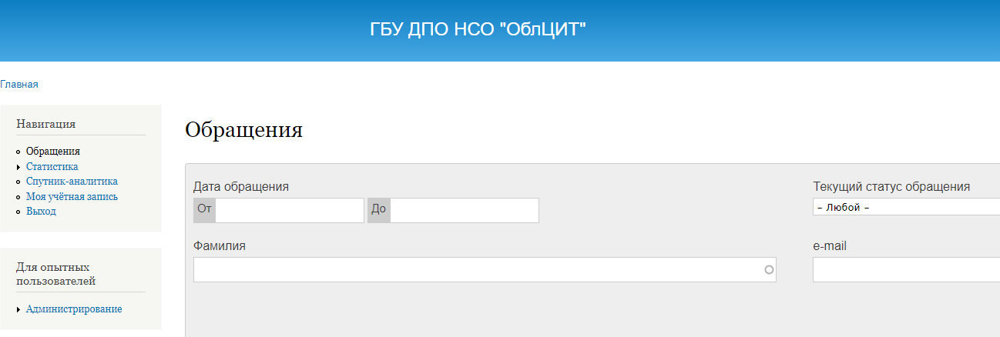 ГБУ ДПО НСО "ОблЦИТ"
Главная
Навигация
Обращения
Статистика
Спутник-аналитика
Моя учётная запись
Выход
Для опытных
пользователей
Администрирование
Обращения
Дата обращения
От
До
Текущий статус обращения
- Любой -
Фамилия
e-mail